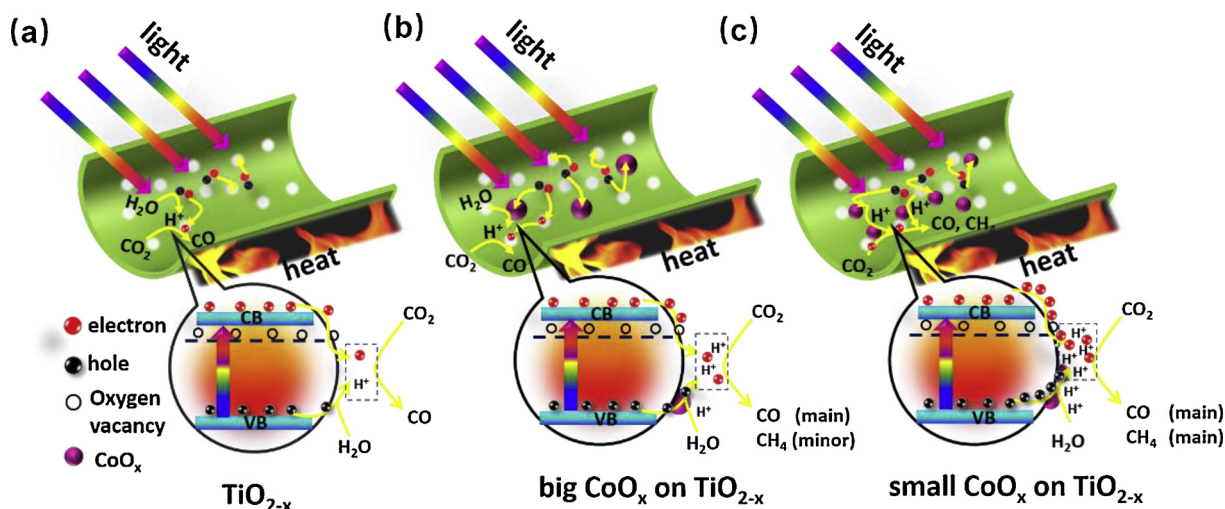 (a)
light
H2O
H+
CO2
CO
heat
CB
VB
H+
CO2
CO
H2O
electron
hole
Oxygen
vacancy
CoOx
TiO2-x
(b)
light
H2O
H+
CO2
CO
heat
CB
VB
H+
H+
H+
CO2
H2O
CO (main)
CH4 (minor)
big CoOx on TiO2-x
(c)
light
H+
H+
CO2
CO, CH
heat
CB
VB
H+
H+
H+
H+
H+
H+
CO2
H2O
CO (main)
CH4 (main)
small CoOx on TiO2-x